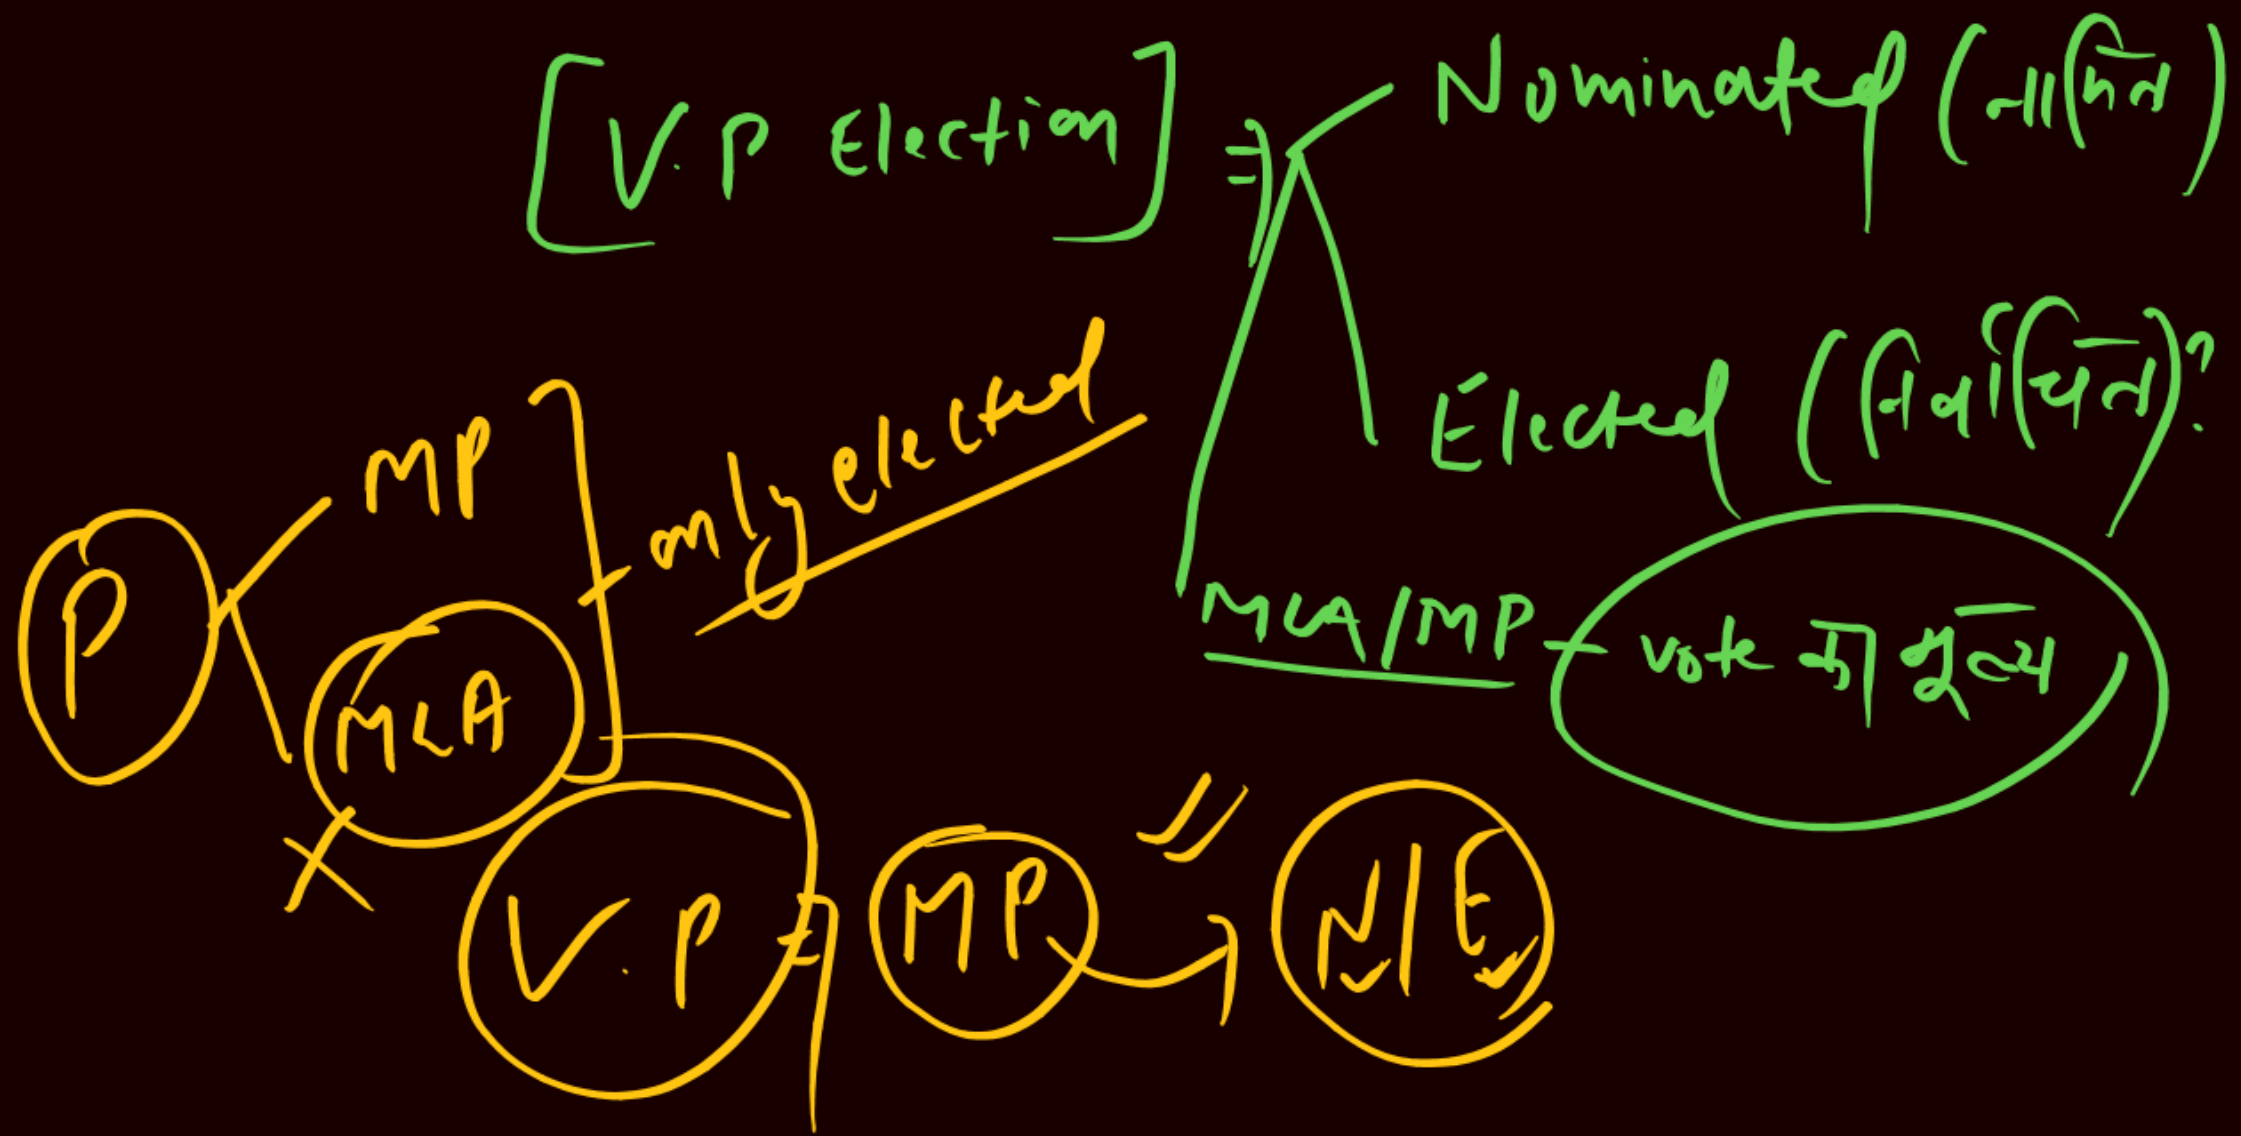 [V.P Election] ⇒ Nominated (नामित)
Elected (निर्वाचित)?
MLA/MP - vote का मूल्य
P
MP
MLA
only elected
V.P = MP
N/E